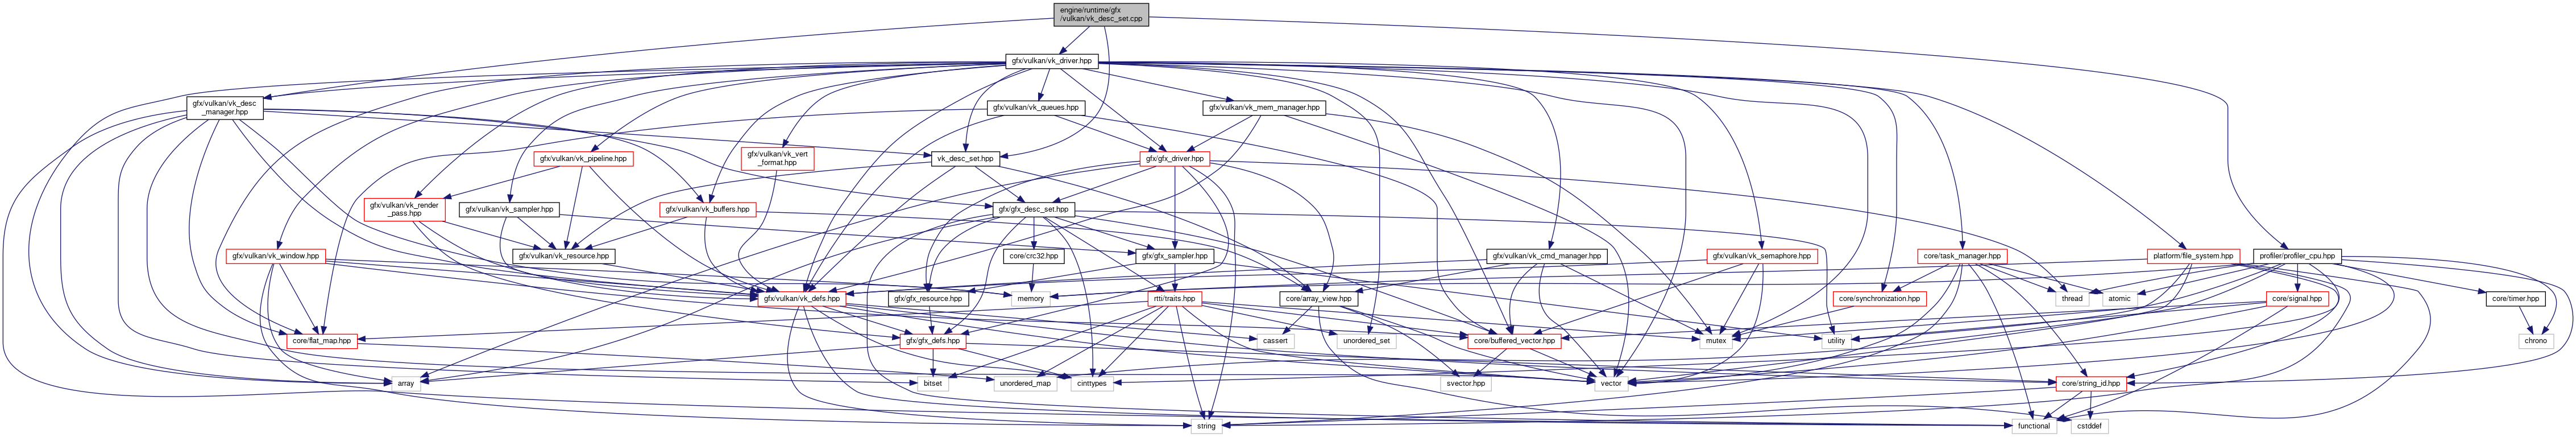 engine/runtime/gfx
/vulkan/vk_desc_set.cpp
gfx/vulkan/vk_driver.hpp
gfx/vulkan/vk_desc
_manager.hpp
gfx/vulkan/vk_queues.hpp
gfx/vulkan/vk_mem_manager.hpp
gfx/vulkan/vk_pipeline.hpp
gfx/vulkan/vk_vert
_format.hpp
vk_desc_set.hpp
gfx/gfx_driver.hpp
gfx/vulkan/vk_render
_pass.hpp
gfx/vulkan/vk_sampler.hpp
gfx/vulkan/vk_buffers.hpp
gfx/gfx_desc_set.hpp
gfx/vulkan/vk_window.hpp
gfx/vulkan/vk_resource.hpp
core/crc32.hpp
gfx/gfx_sampler.hpp
gfx/vulkan/vk_cmd_manager.hpp
gfx/vulkan/vk_semaphore.hpp
core/task_manager.hpp
platform/file_system.hpp
profiler/profiler_cpu.hpp
gfx/vulkan/vk_defs.hpp
gfx/gfx_resource.hpp
memory
rtti/traits.hpp
core/array_view.hpp
core/synchronization.hpp
thread
atomic
core/signal.hpp
core/timer.hpp
core/flat_map.hpp
gfx/gfx_defs.hpp
cassert
unordered_set
core/buffered_vector.hpp
mutex
utility
chrono
array
bitset
unordered_map
cinttypes
svector.hpp
vector
core/string_id.hpp
string
functional
cstddef